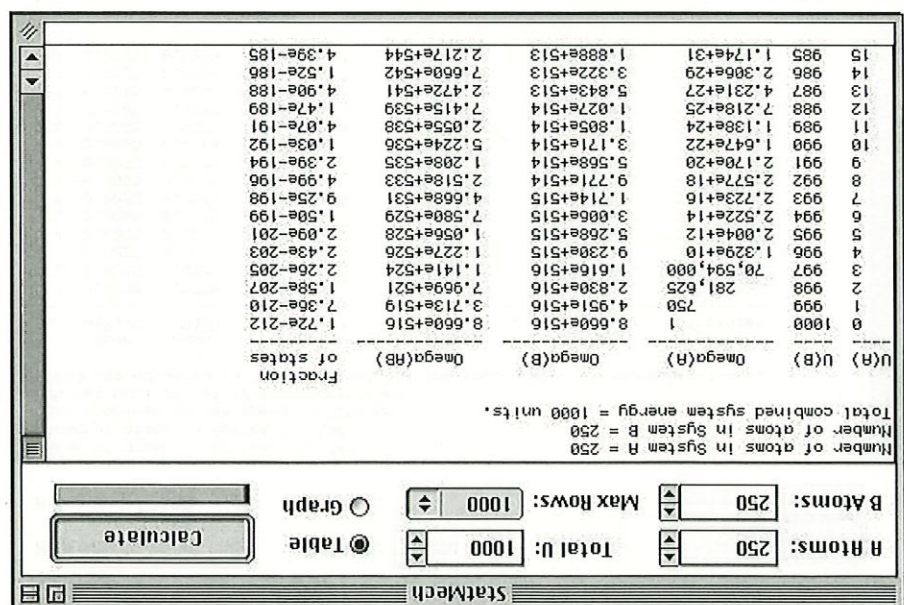 StatMech
A Atoms: 250 Total U: 1000 Table Calculate
B Atoms: 250 Max Rows: 1000 Graph
Number of atoms in System A = 250
Number of atoms in System B = 250
Total combined system energy = 1000 units.
Fraction
U(A) U(B) Omega(A) Omega(B) Omega(AB) of states
---- ---- -------- -------- --------- ---------
0 1000 1 8.660e+516 8.660e+516 1.72e-212
1 999 750 4.951e+516 3.713e+519 7.36e-210
2 998 281,625 2.830e+516 7.969e+521 1.58e-207
3 997 70,594,000 1.616e+516 1.141e+524 2.26e-205
4 996 1.329e+10 9.230e+515 1.227e+526 2.43e-203
5 995 2.004e+12 5.268e+515 1.056e+528 2.09e-201
6 994 2.522e+14 3.006e+515 7.580e+529 1.50e-199
7 993 2.723e+16 1.714e+515 4.668e+531 9.25e-198
8 992 2.577e+18 9.771e+514 2.518e+533 4.99e-196
9 991 2.170e+20 5.568e+514 1.208e+535 2.39e-194
10 990 1.647e+22 3.171e+514 5.224e+536 1.03e-192
11 989 1.138e+24 1.805e+514 2.055e+538 4.07e-191
12 988 7.218e+25 1.027e+514 7.415e+539 1.47e-189
13 987 4.231e+27 5.843e+513 2.472e+541 4.90e-188
14 986 2.306e+29 3.322e+513 7.660e+542 1.52e-186
15 985 1.174e+31 1.888e+513 2.217e+544 4.39e-185